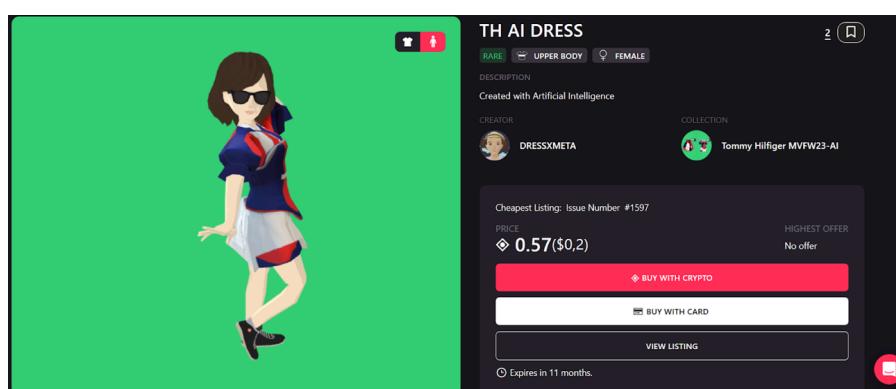 TH AI DRESS
2
RARE UPPER BODY FEMALE
DESCRIPTION
Created with Artificial Intelligence
CREATOR COLLECTION
DRESSXMETA Tommy Hilfiger MVFW23-AI
Cheapest Listing: Issue Number #1597
PRICE HIGHEST OFFER
0.57($0,2) No offer
BUY WITH CRYPTO
BUY WITH CARD
VIEW LISTING
Expires in 11 months.